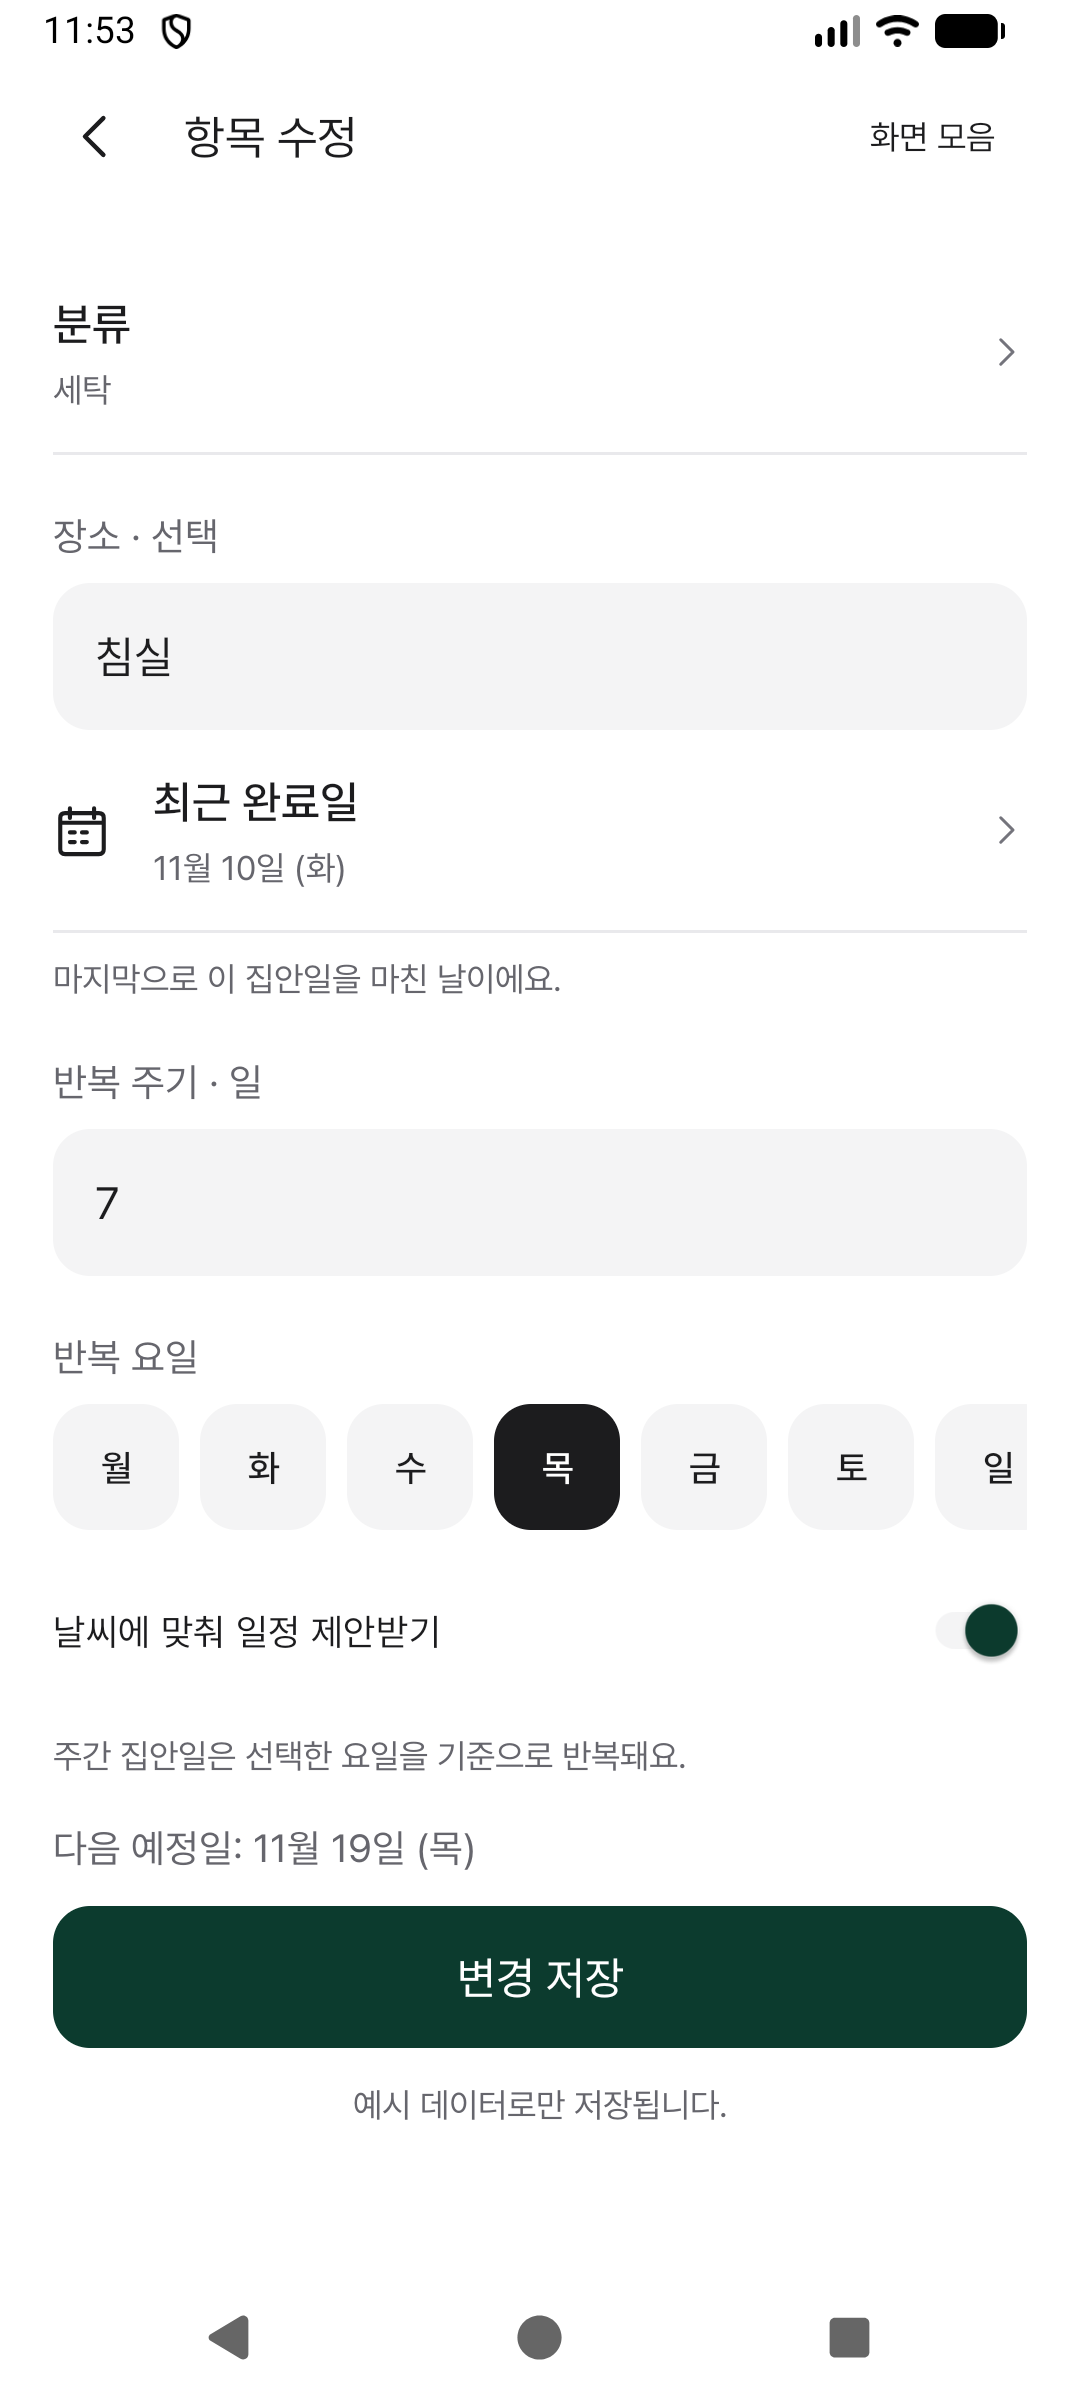 11:53
항목 수정
화면 모음
분류
세탁
장소 · 선택
침실
최근 완료일
11월 10일 (화)
마지막으로 이 집안일을 마친 날이에요.
반복 주기 · 일
7
반복 요일
월 화 수 목 금 토 일
날씨에 맞춰 일정 제안받기
주간 집안일은 선택한 요일을 기준으로 반복돼요.
다음 예정일: 11월 19일 (목)
변경 저장
예시 데이터로만 저장됩니다.